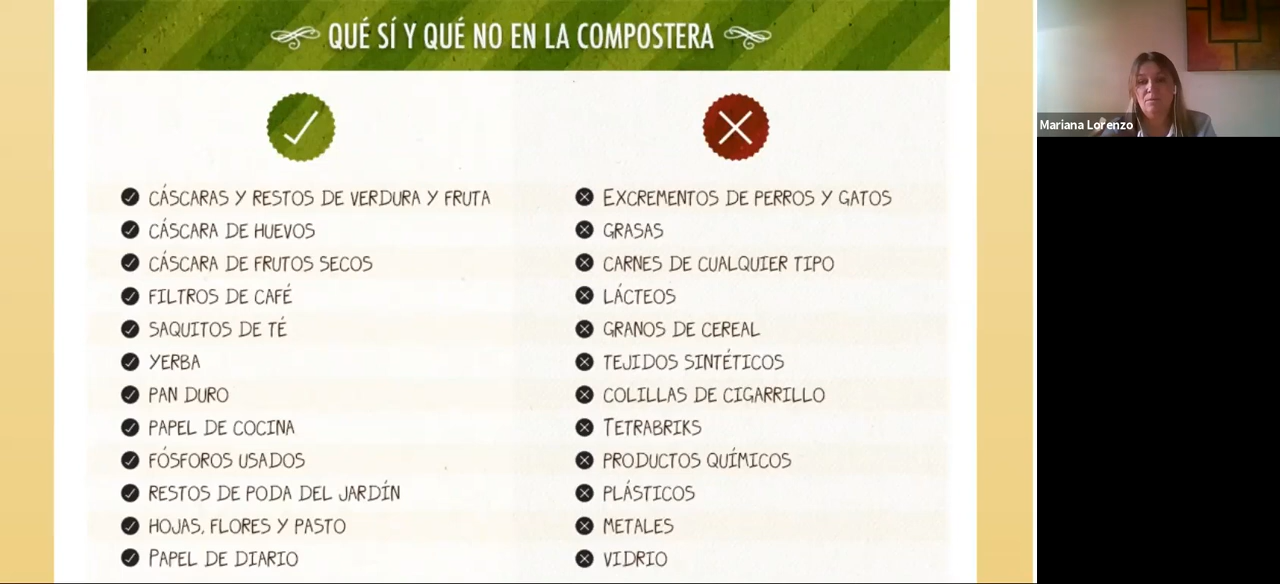 QUÉ SÍ Y QUÉ NO EN LA COMPOSTERA
CÁSCARAS Y RESTOS DE VERDURA Y FRUTA
CÁSCARA DE HUEVOS
CÁSCARA DE FRUTOS SECOS
FILTROS DE CAFÉ
SAQUITOS DE TÉ
YERBA
PAN DURO
PAPEL DE COCINA
FÓSFOROS USADOS
RESTOS DE PODA DEL JARDÍN
HOJAS, FLORES Y PASTO
PAPEL DE DIARIO
EXCREMENTOS DE PERROS Y GATOS
GRASAS
CARNES DE CUALQUIER TIPO
LÁCTEOS
GRANOS DE CEREAL
TEJIDOS SINTÉTICOS
COLILLAS DE CIGARRILLO
TETRABRIKS
PRODUCTOS QUÍMICOS
PLÁSTICOS
METALES
VIDRIO
Mariana Lorenzo